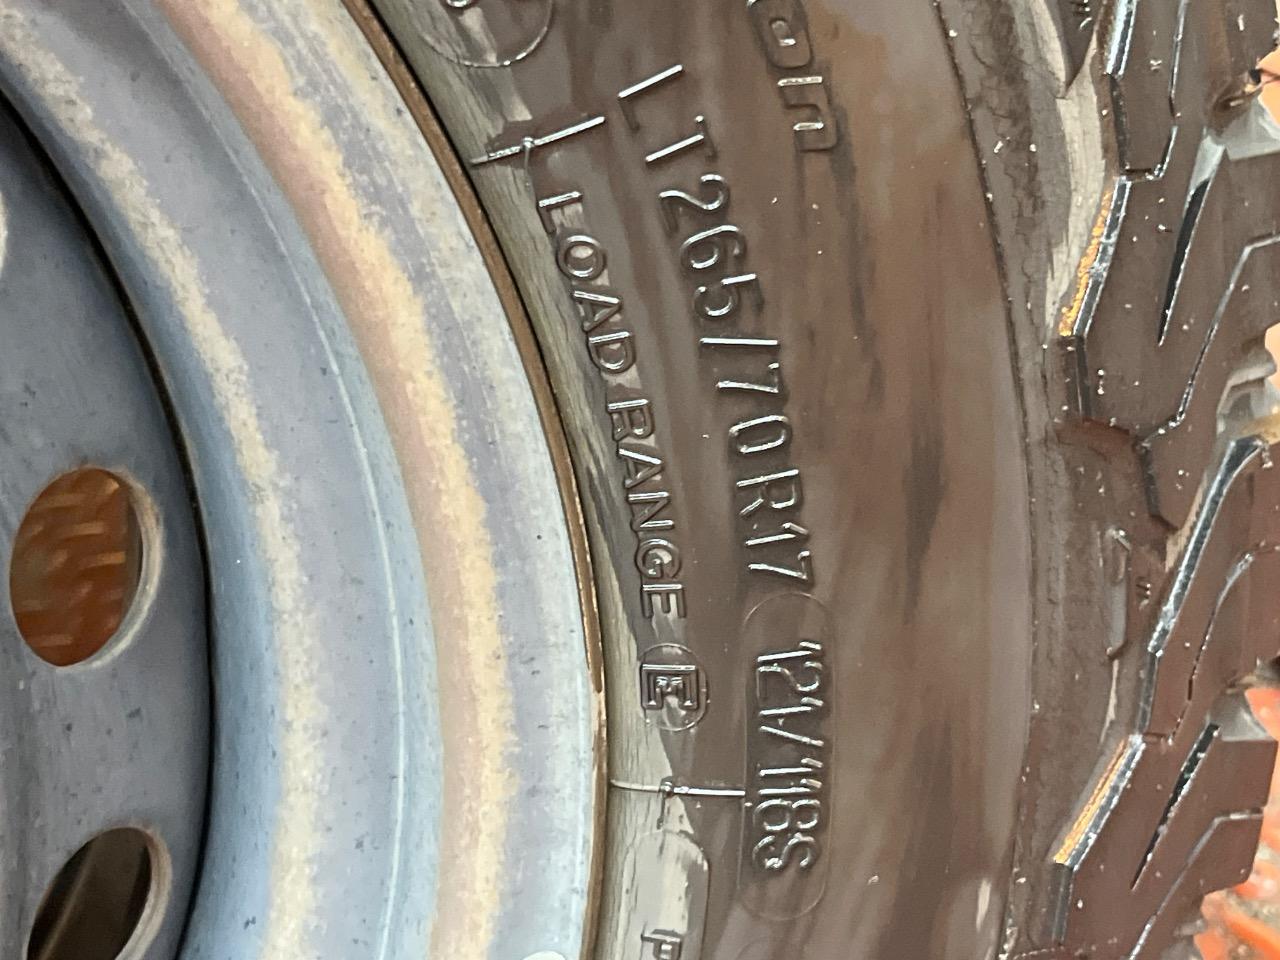 LT265/70R17 121/118S
LOAD RANGE E E